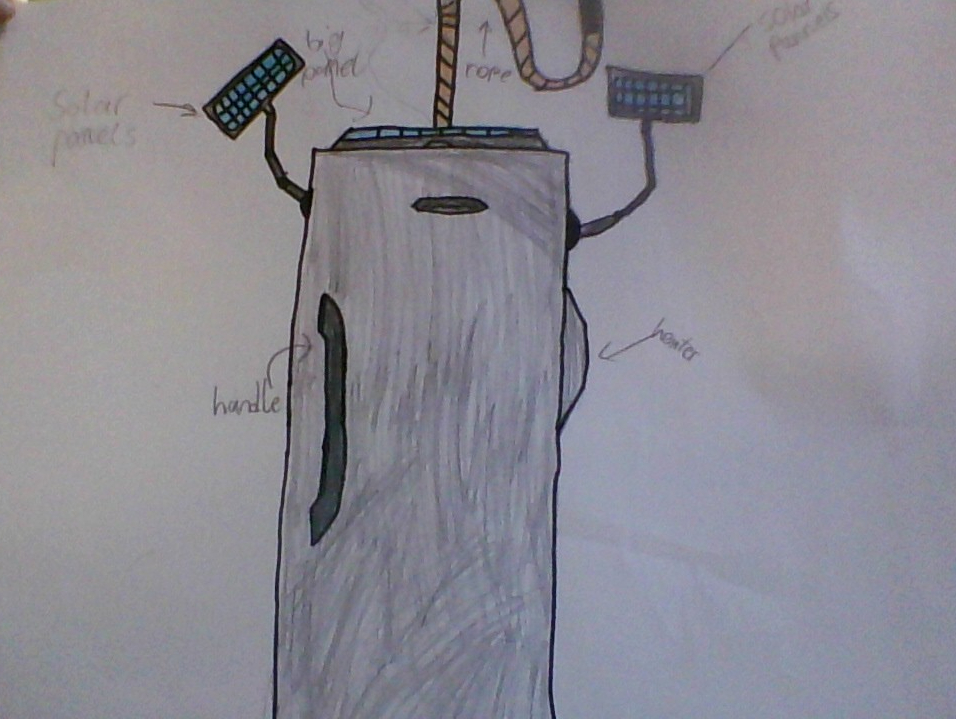 big
panel
rope
solar
panels
Solar
panels
heater
handle